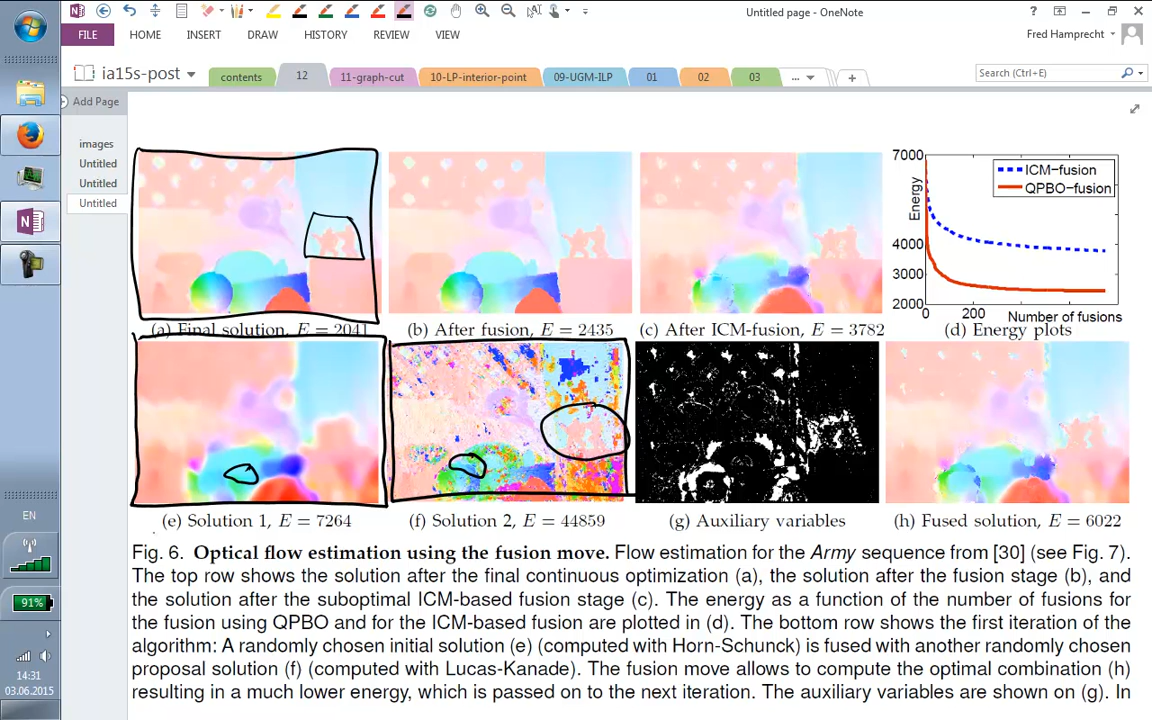 Untitled page - OneNote
FILE HOME INSERT DRAW HISTORY REVIEW VIEW
Fred Hamprecht
ia15s-post
contents 12 11-graph-cut 10-LP-interior-point 09-UGM-ILP 01 02 03 ...
Search (Ctrl+E)
Add Page
images
Untitled
Untitled
Untitled
7000
4000
3000
2000
Energy
ICM−fusion
QPBO−fusion
0 200 Number of fusions
(a) Final solution, E = 2041 (b) After fusion, E = 2435 (c) After ICM-fusion, E = 3782 (d) Energy plots
(e) Solution 1, E = 7264 (f) Solution 2, E = 44859 (g) Auxiliary variables (h) Fused solution, E = 6022
Fig. 6. Optical flow estimation using the fusion move. Flow estimation for the Army sequence from [30] (see Fig. 7).
The top row shows the solution after the final continuous optimization (a), the solution after the fusion stage (b), and
the solution after the suboptimal ICM-based fusion stage (c). The energy as a function of the number of fusions for
the fusion using QPBO and for the ICM-based fusion are plotted in (d). The bottom row shows the first iteration of the
algorithm: A randomly chosen initial solution (e) (computed with Horn-Schunck) is fused with another randomly chosen
proposal solution (f) (computed with Lucas-Kanade). The fusion move allows to compute the optimal combination (h)
resulting in a much lower energy, which is passed on to the next iteration. The auxiliary variables are shown on (g). In
EN
91%
14:31
03.06.2015